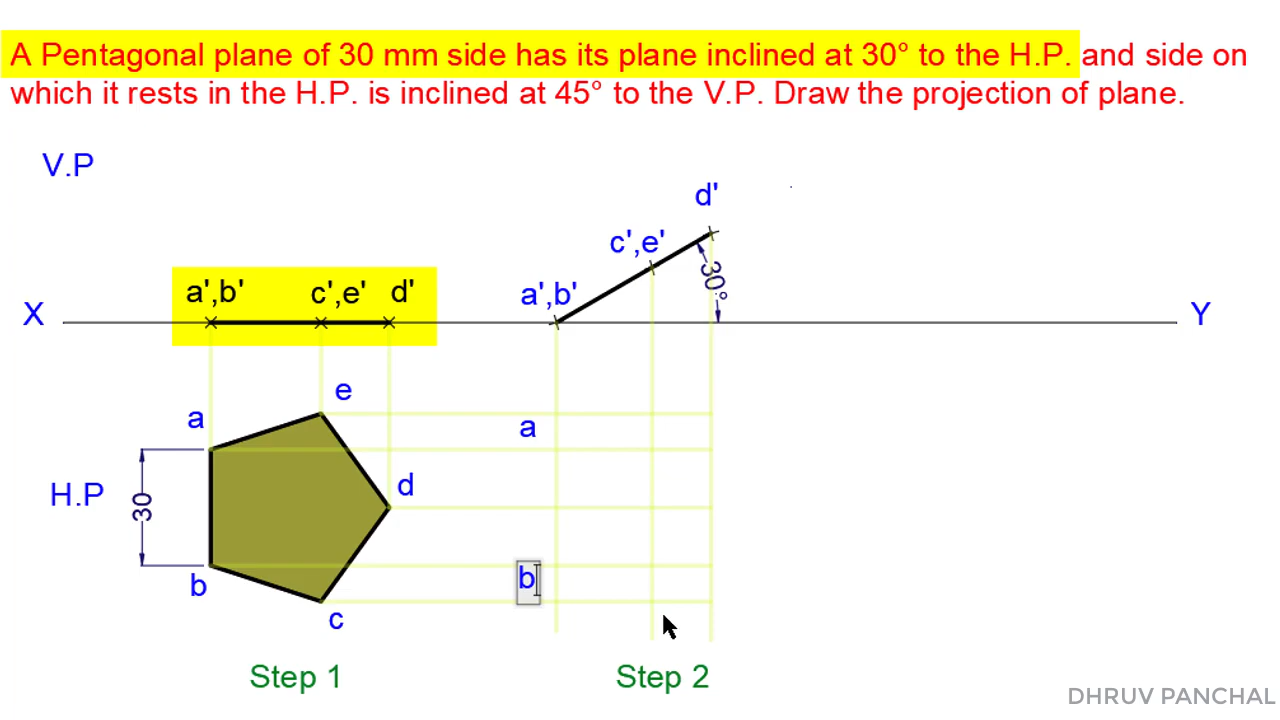 A Pentagonal plane of 30 mm side has its plane inclined at 30° to the H.P. and side on
which it rests in the H.P. is inclined at 45° to the V.P. Draw the projection of plane.
V.P
d'
c',e'
30°
a',b' c',e' d' a',b'
X Y
e
a a
d
H.P 30
b b
c
Step 1 Step 2
DHRUV PANCHAL